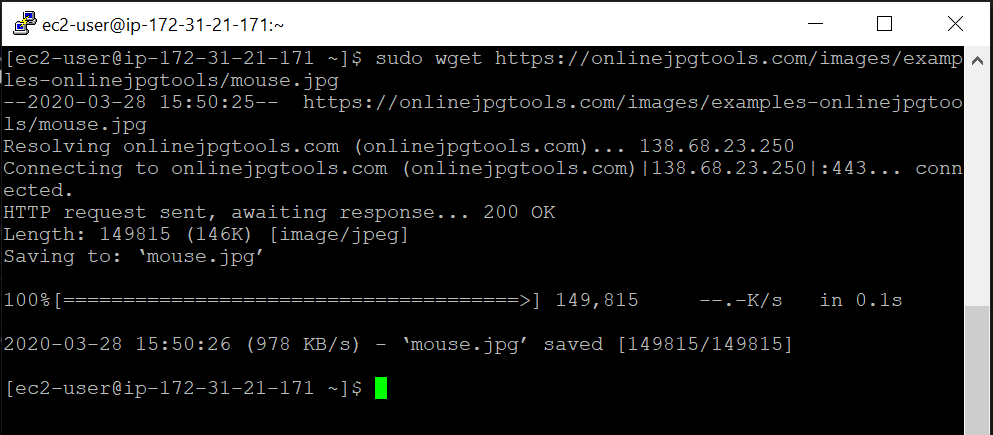 ec2-user@ip-172-31-21-171:~
[ec2-user@ip-172-31-21-171 ~]$ sudo wget https://onlinejpgtools.com/images/examp
les-onlinejpgtools/mouse.jpg
--2020-03-28 15:50:25--  https://onlinejpgtools.com/images/examples-onlinejpgtoo
ls/mouse.jpg
Resolving onlinejpgtools.com (onlinejpgtools.com)... 138.68.23.250
Connecting to onlinejpgtools.com (onlinejpgtools.com)|138.68.23.250|:443... conn
ected.
HTTP request sent, awaiting response... 200 OK
Length: 149815 (146K) [image/jpeg]
Saving to: ‘mouse.jpg’
100%[======================================>] 149,815     --.-K/s   in 0.1s
2020-03-28 15:50:26 (978 KB/s) - ‘mouse.jpg’ saved [149815/149815]
[ec2-user@ip-172-31-21-171 ~]$